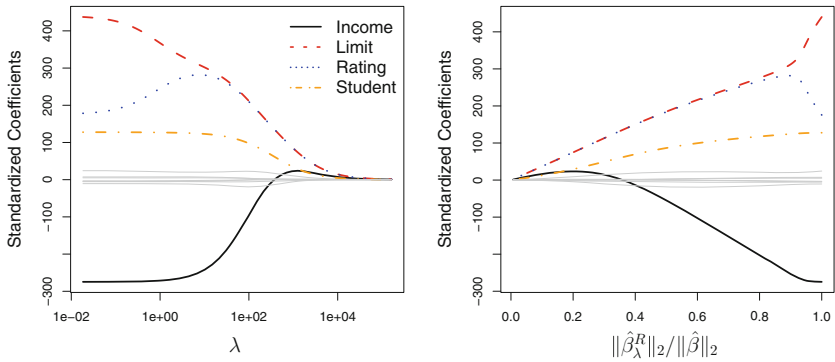 Standardized Coefficients
400
300
200
100
0
−100
−300
1e−02 1e+00 1e+02 1e+04
λ
Income
Limit
Rating
Student
Standardized Coefficients
400
300
200
100
0
−100
−300
0.0 0.2 0.4 0.6 0.8 1.0
‖β̂λᴿ‖₂/‖β̂‖₂